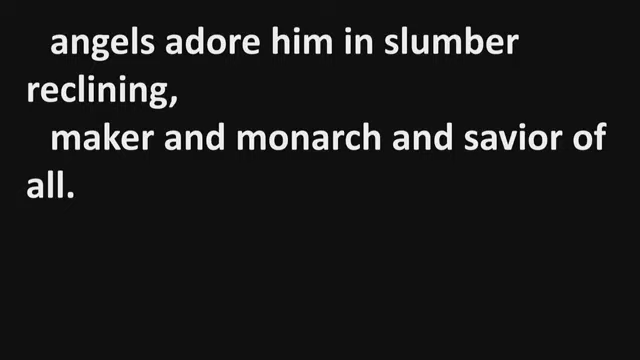 angels adore him in slumber
reclining,
maker and monarch and savior of
all.